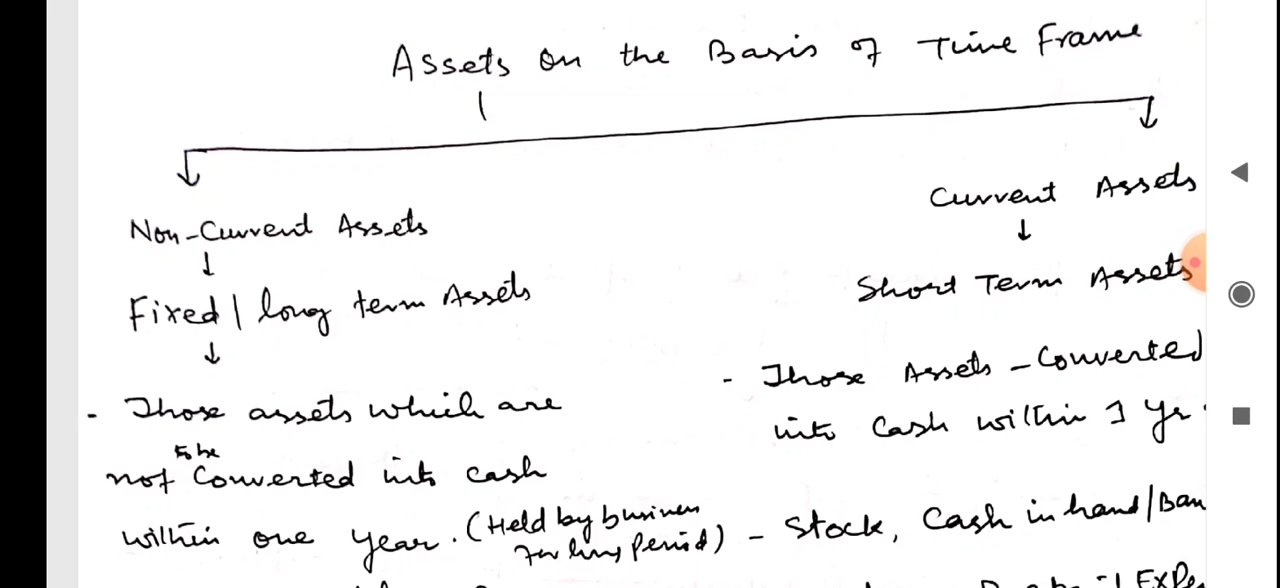 Assets on the Basis of Time Frame
Non-Current Assets
Fixed / long term Assets
- Those assets which are
not to be Converted into cash
within one year. (Held by business
for long period)
Current Assets
Short Term Assets
- Those Assets - Converted
into Cash within 1 yr.
- Stock, Cash in hand/Ban